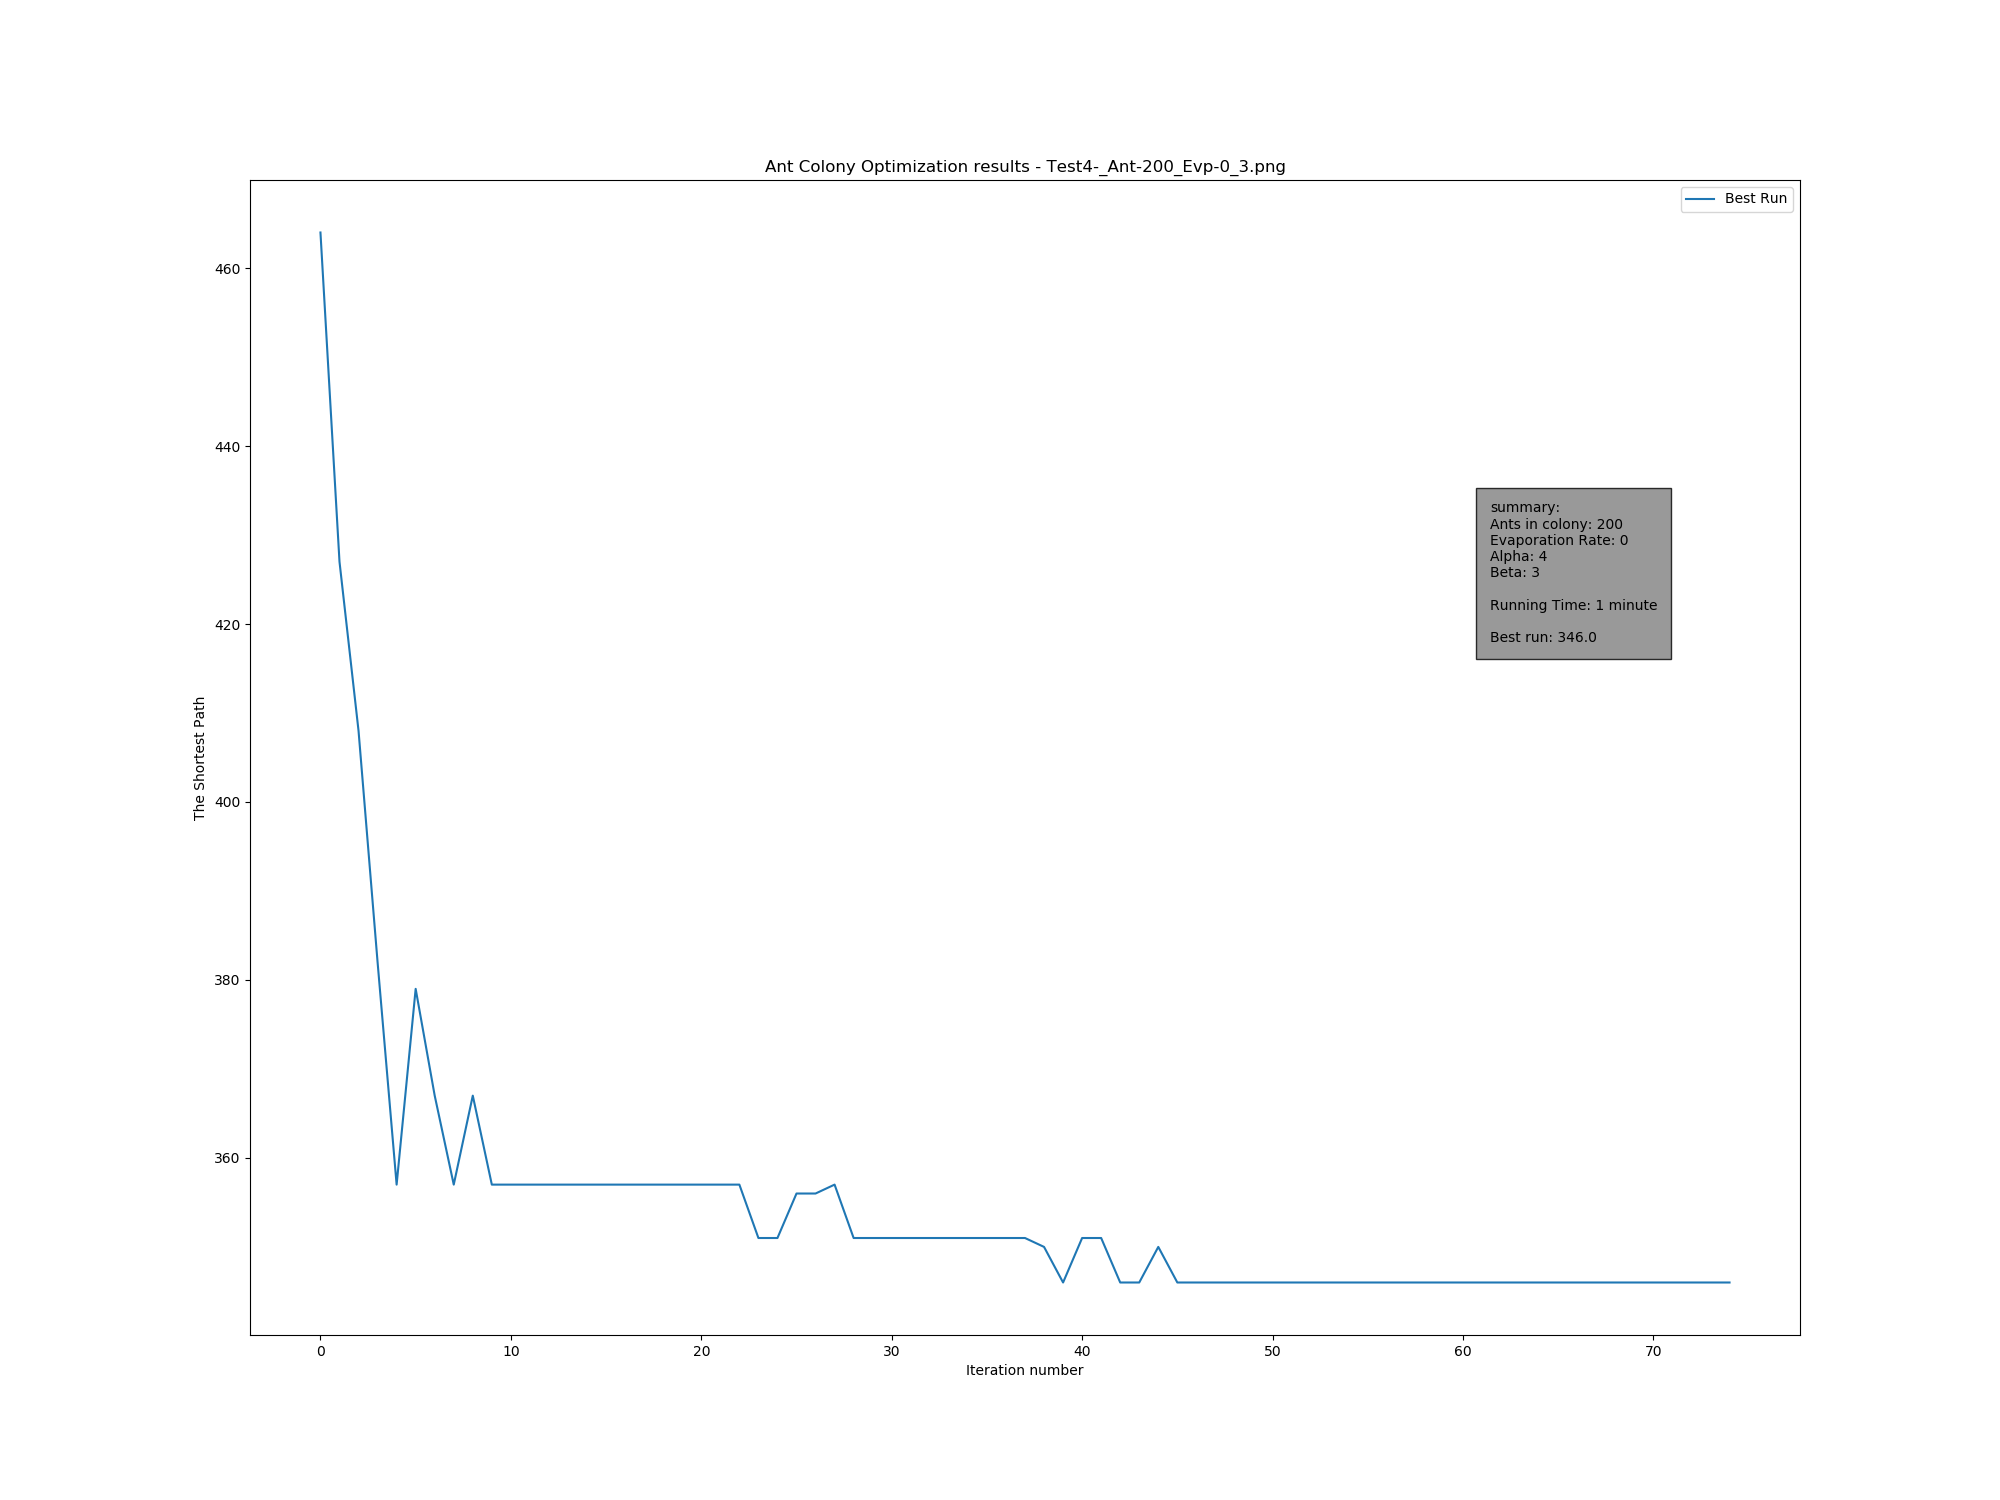 Ant Colony Optimization results - Test4-_Ant-200_Evp-0_3.png
Best Run
460
440
420
400
380
360
The Shortest Path
summary:
Ants in colony: 200
Evaporation Rate: 0
Alpha: 4
Beta: 3
Running Time: 1 minute
Best run: 346.0
0 10 20 30 40 50 60 70
Iteration number